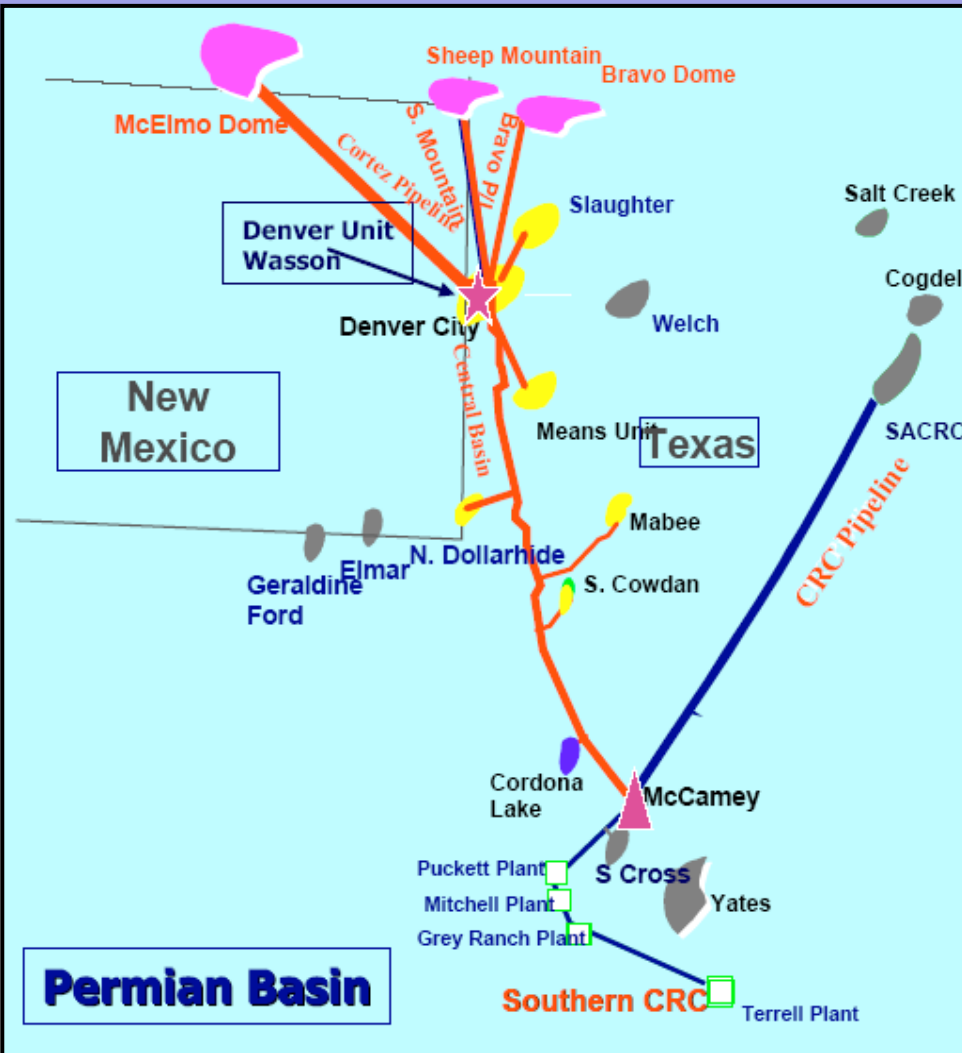 Sheep Mountain
Bravo Dome
McElmo Dome
Cortez Pipeline
S. Mountain
Bravo P/L
Slaughter
Salt Creek
Denver Unit
Wasson
Cogdel
Denver City
Welch
Central Basin
New
Mexico
Means Unit
Texas
SACRC
CRC Pipeline
Mabee
N. Dollarhide
Elmar
Geraldine
Ford
S. Cowdan
Cordona
Lake
McCamey
Puckett Plant
S Cross
Mitchell Plant
Yates
Grey Ranch Plant
Permian Basin
Southern CRC
Terrell Plant